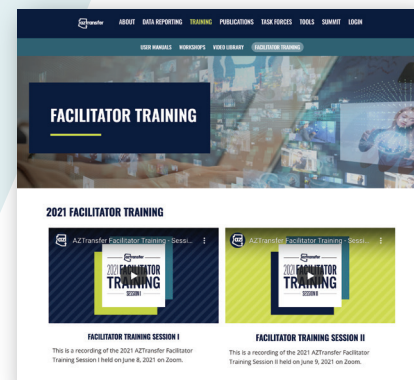 aztransfer ABOUT DATA REPORTING TRAINING PUBLICATIONS TASK FORCES TOOLS SUMMIT LOGIN
USER MANUALS WORKSHOPS VIDEO LIBRARY FACILITATOR TRAINING
FACILITATOR TRAINING
2021 FACILITATOR TRAINING
az AZTransfer Facilitator Training - Sessi...
aztransfer
2021 FACILITATOR
TRAINING
SESSION I
az AZTransfer Facilitator Training - Sessi...
aztransfer
2021 FACILITATOR
TRAINING
SESSION II
FACILITATOR TRAINING SESSION I
This is a recording of the 2021 AZTransfer Facilitator
Training Session I held on June 8, 2021 on Zoom.
FACILITATOR TRAINING SESSION II
This is a recording of the 2021 AZTransfer Facilitator
Training Session II held on June 9, 2021 on Zoom.